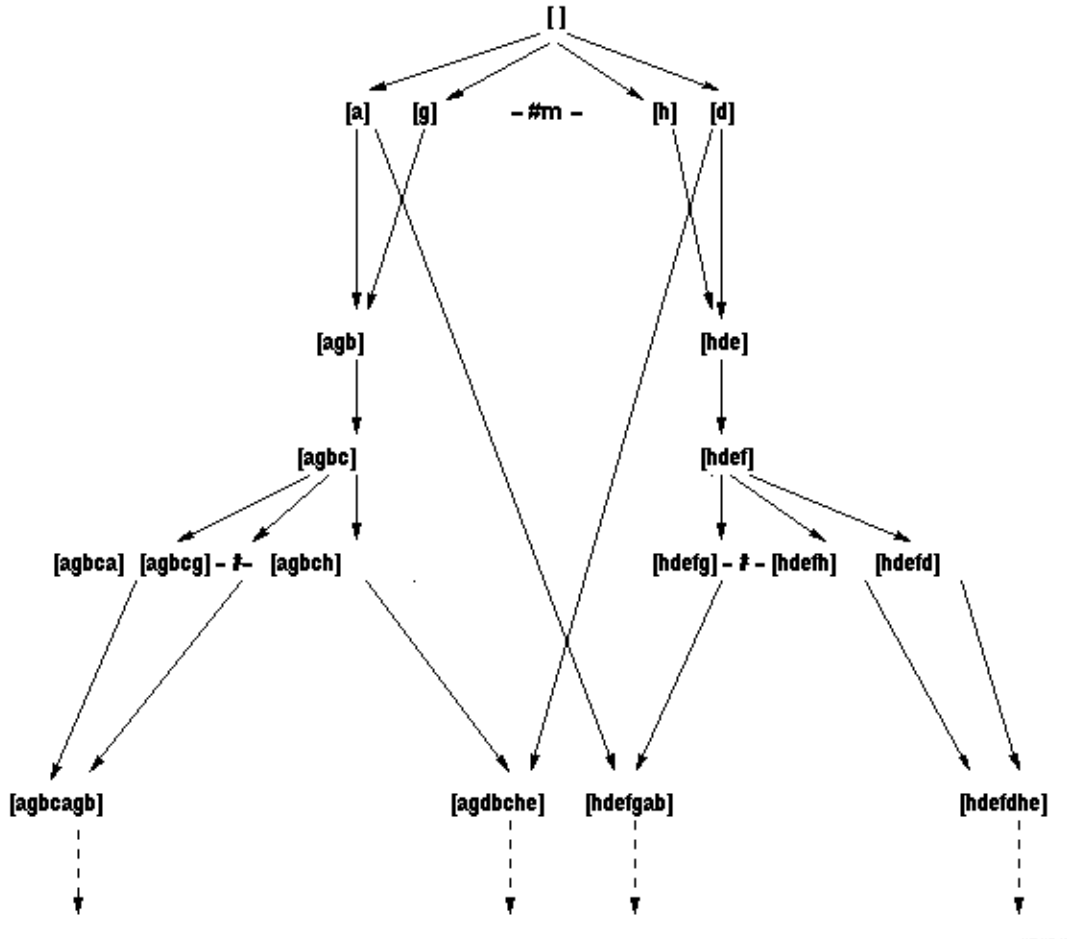 [ ]
[a] [g] – #m – [h] [d]
[agb] [hde]
[agbc] [hdef]
[agbca] [agbcg] – # – [agbch] [hdefg] – # – [hdefh] [hdefd]
[agbcagb] [agdbche] [hdefgab] [hdefdhe]